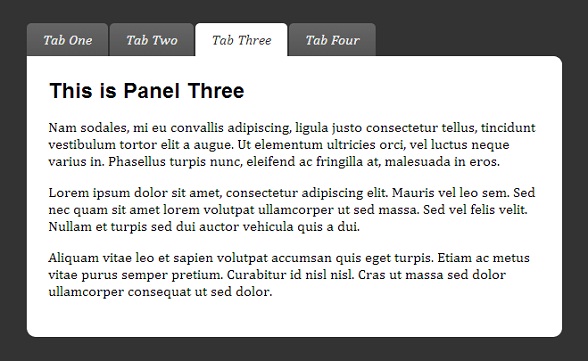 Tab One Tab Two Tab Three Tab Four
This is Panel Three
Nam sodales, mi eu convallis adipiscing, ligula justo consectetur tellus, tincidunt
vestibulum tortor elit a augue. Ut elementum ultricies orci, vel luctus neque
varius in. Phasellus turpis nunc, eleifend ac fringilla at, malesuada in eros.
Lorem ipsum dolor sit amet, consectetur adipiscing elit. Mauris vel leo sem. Sed
nec quam sit amet lorem volutpat ullamcorper ut sed massa. Sed vel felis velit.
Nullam et turpis sed dui auctor vehicula quis a dui.
Aliquam vitae leo et sapien volutpat accumsan quis eget turpis. Etiam ac metus
vitae purus semper pretium. Curabitur id nisl nisl. Cras ut massa sed dolor
ullamcorper consequat ut sed dolor.